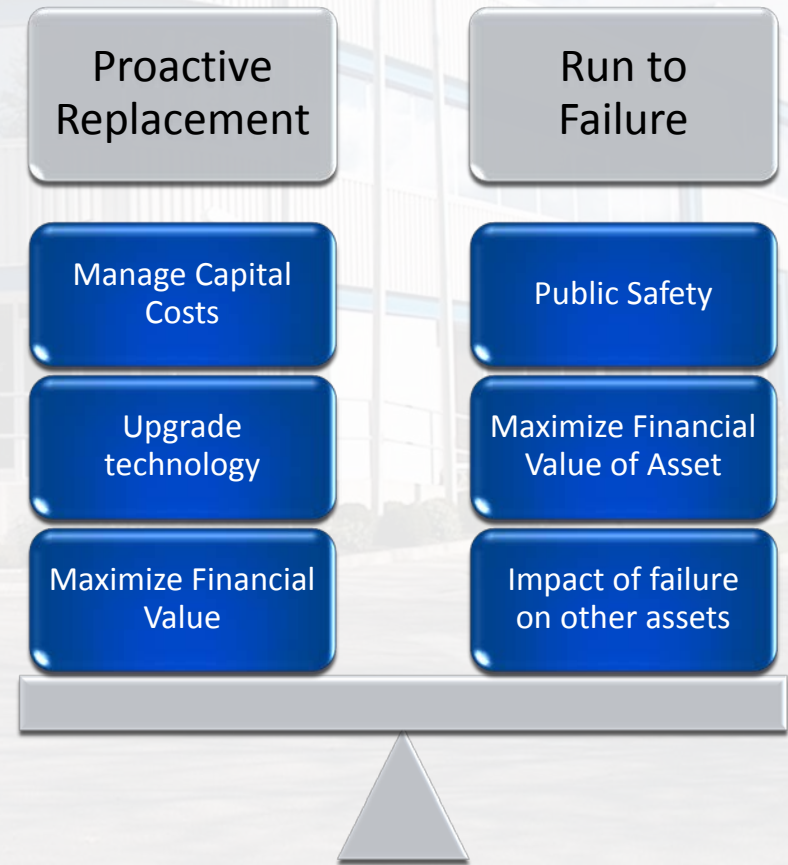 Proactive
Replacement
Run to
Failure
Manage Capital
Costs
Public Safety
Upgrade
technology
Maximize Financial
Value of Asset
Maximize Financial
Value
Impact of failure
on other assets